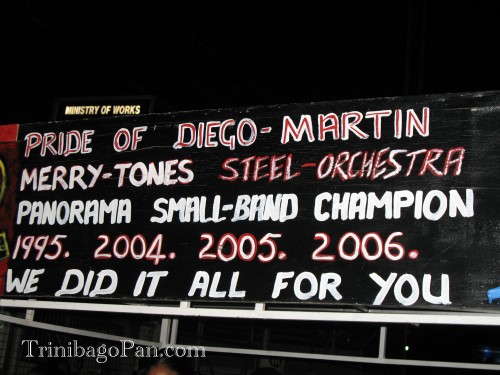 MINISTRY OF WORKS
PRIDE OF DIEGO-MARTIN
MERRY-TONES STEEL-ORCHESTRA
PANORAMA SMALL-BAND CHAMPION
1995. 2004. 2005. 2006.
WE DID IT ALL FOR YOU
TrinibagoPan.com